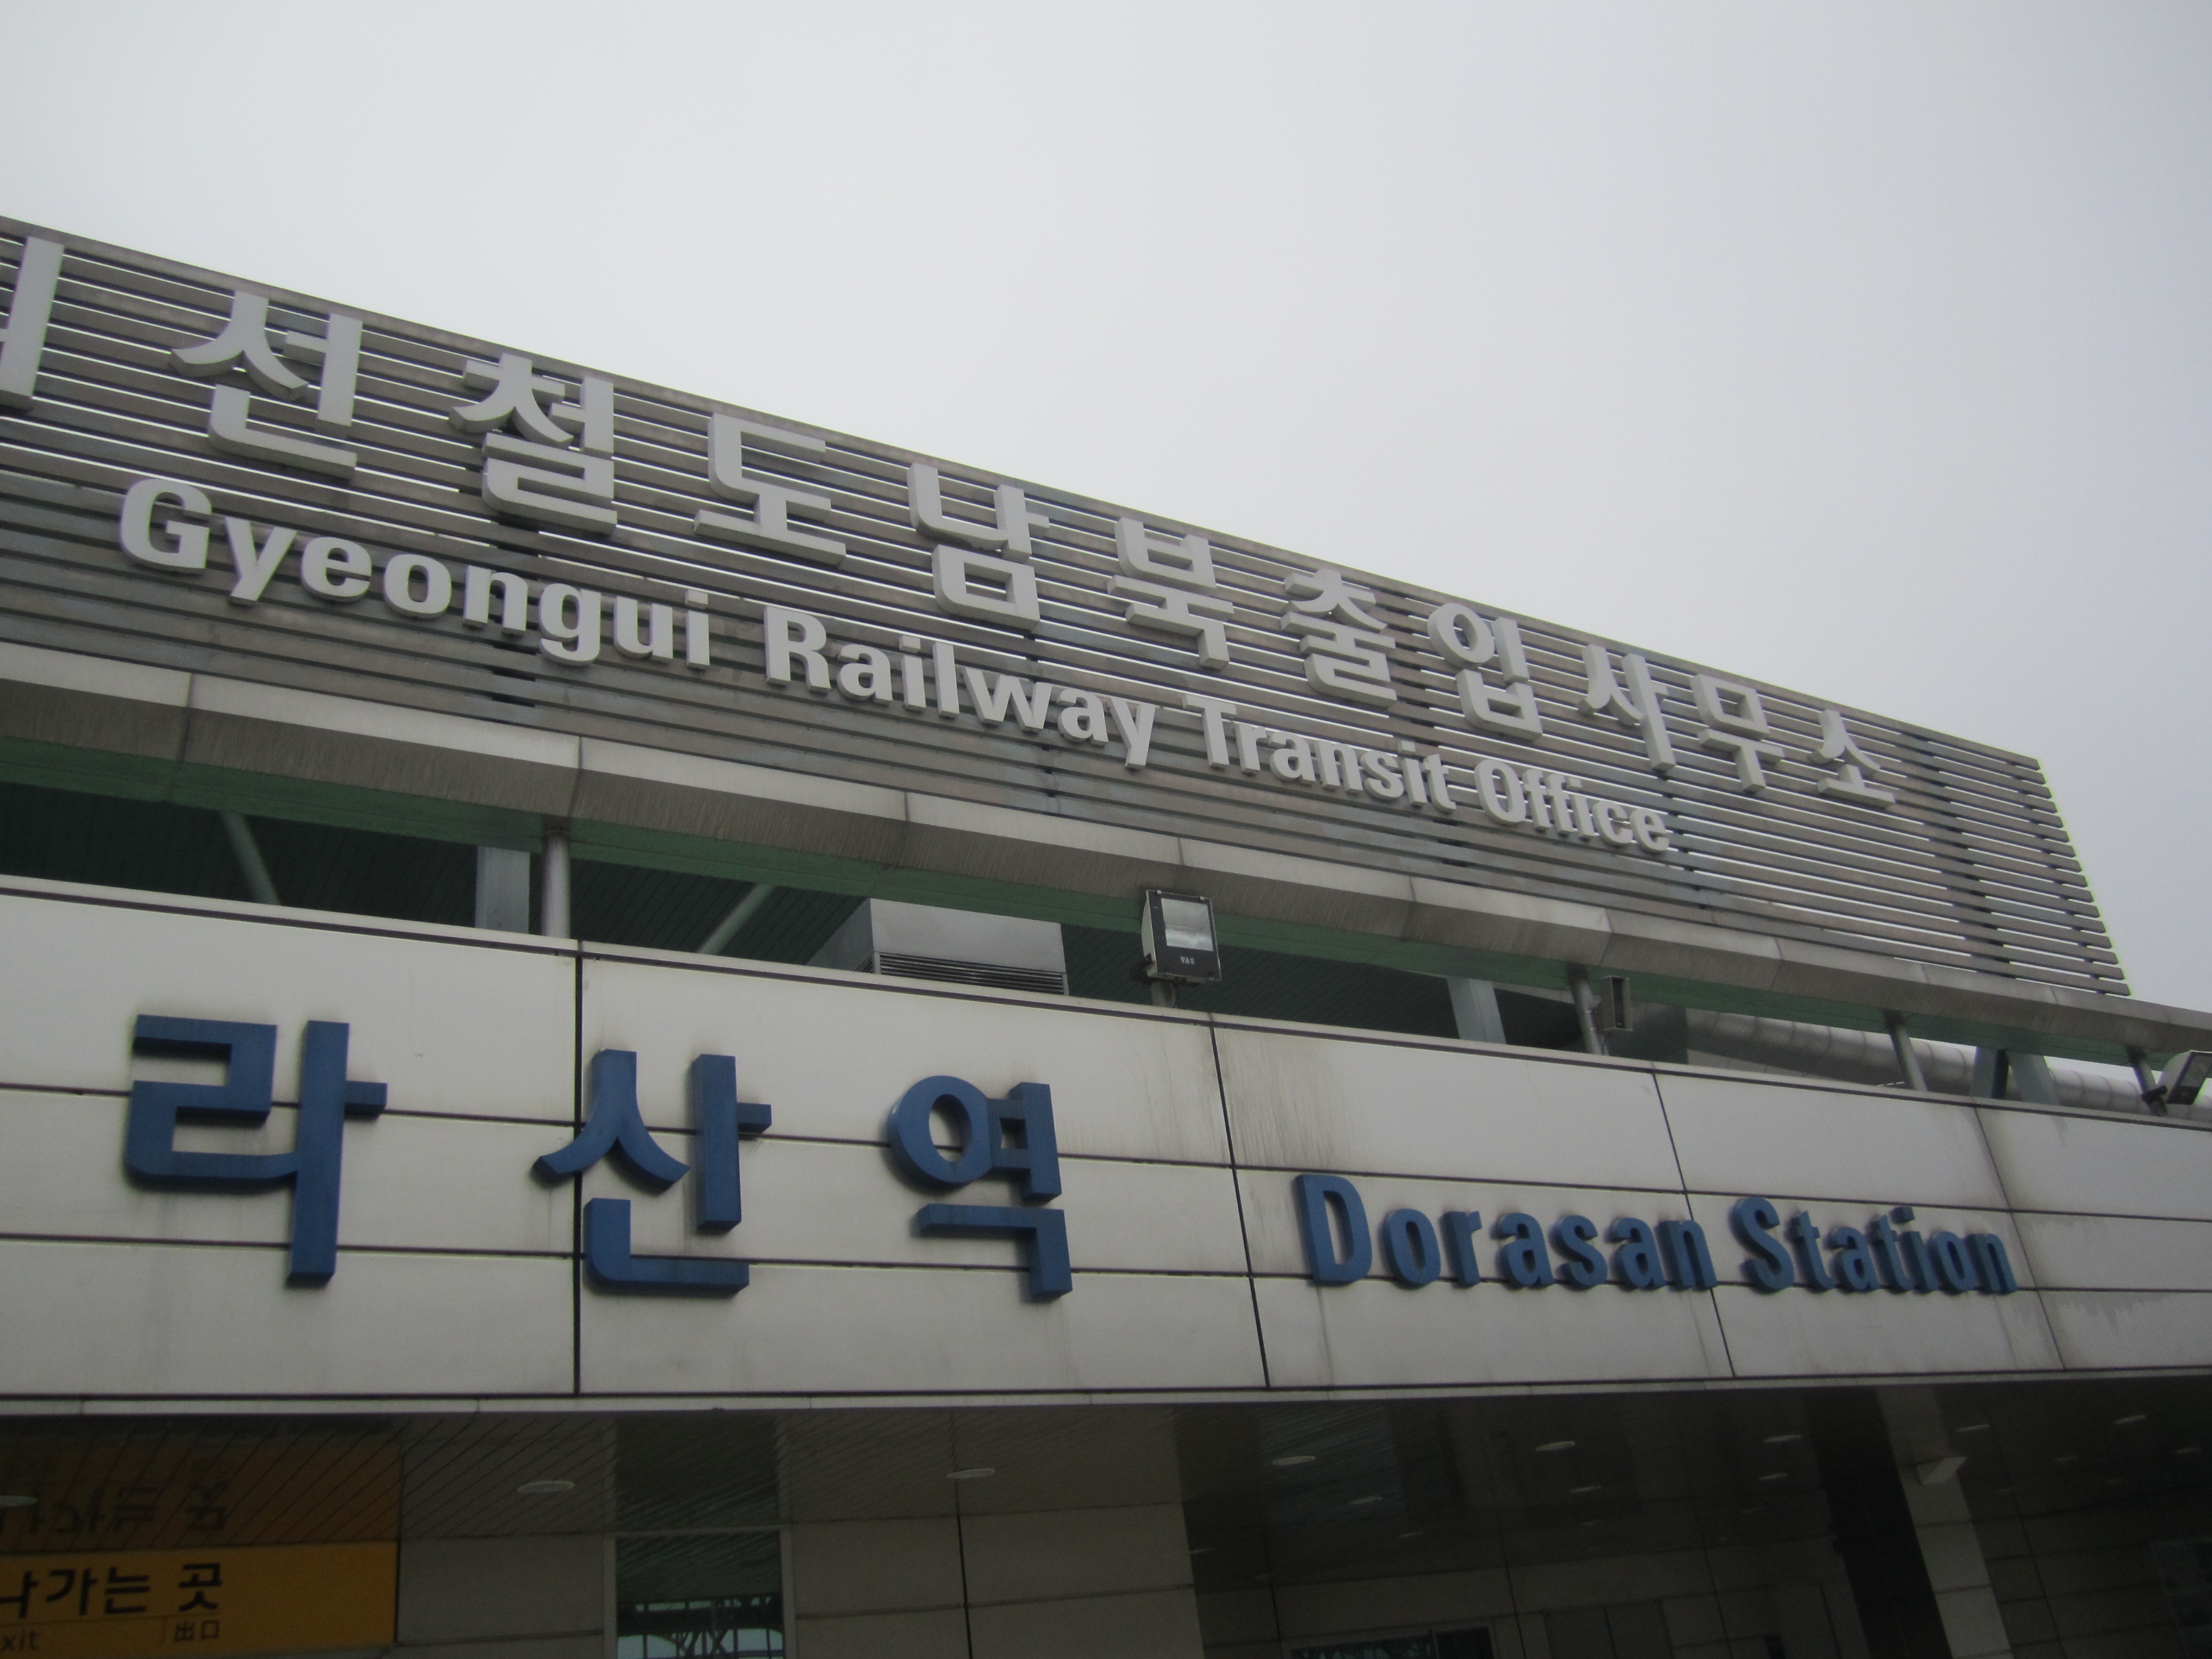 선철도남북출입사무소
Gyeongui Railway Transit Office
라산역 Dorasan Station
나가는 곳
xit 出口